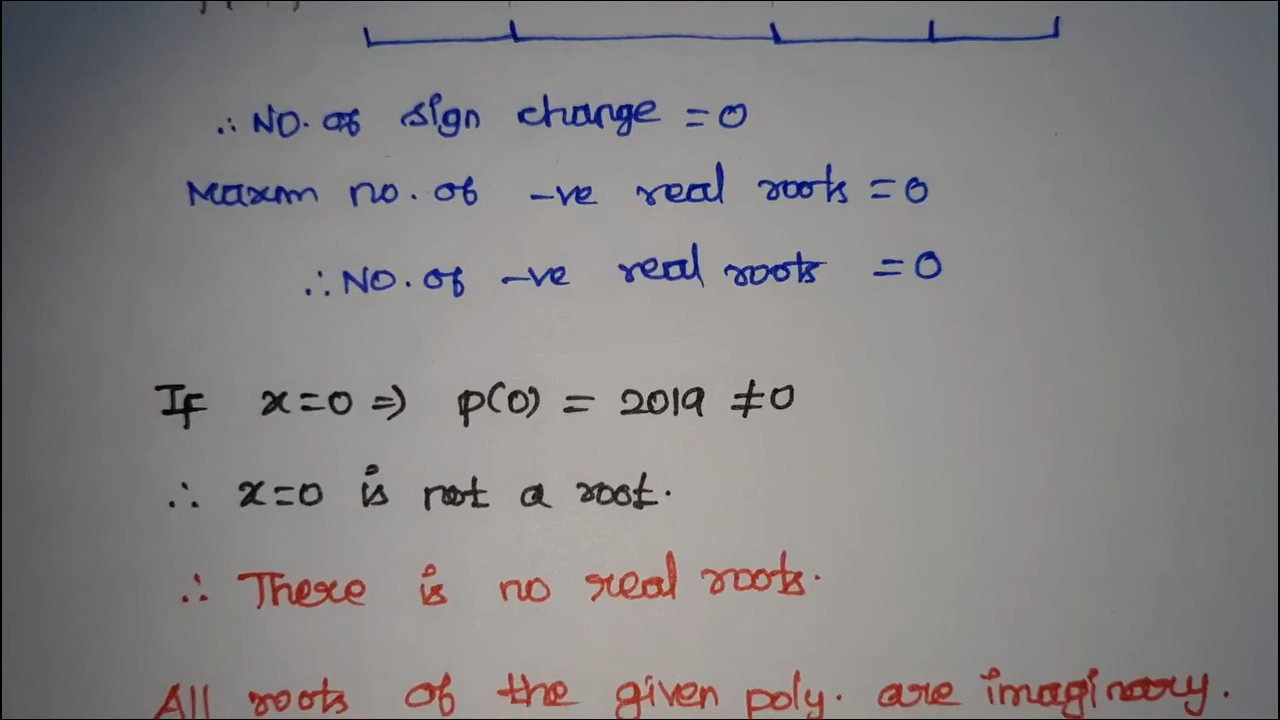 ∴ NO. of sign change = 0
Maxm no. of -ve real roots = 0
∴ NO. of -ve real roots = 0
If x=0 ⇒ p(0) = 2019 ≠0
∴ x=0 is not a root.
∴ There is no real roots.
All roots of the given poly. are imaginary.